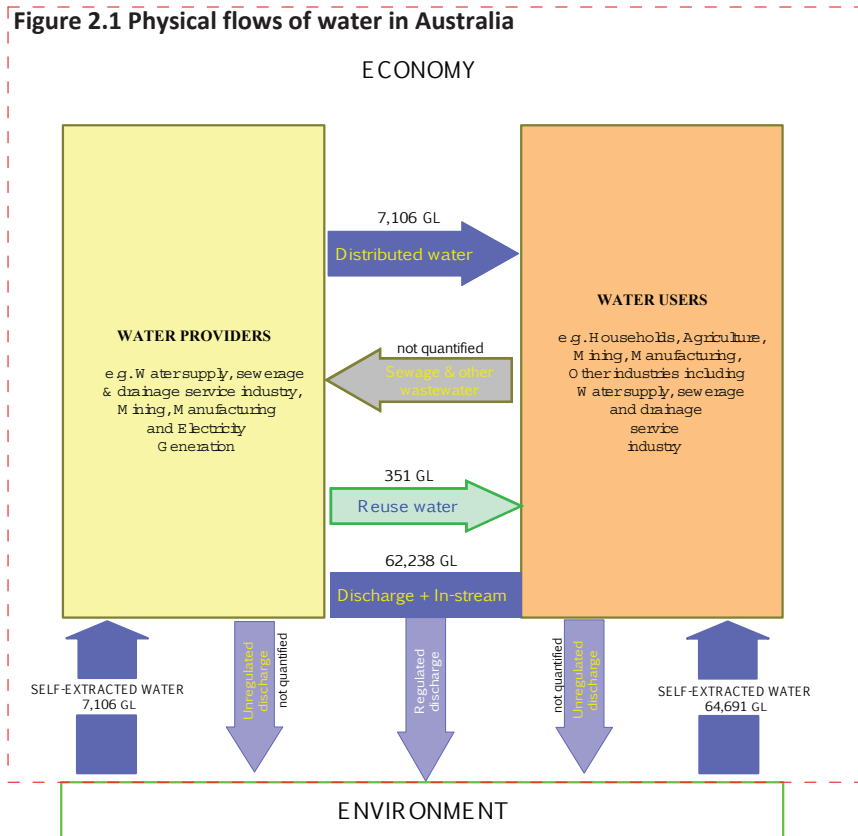 Figure 2.1 Physical flows of water in Australia
ECONOMY
7,106 GL
Distributed water
WATER PROVIDERS
e.g. Water supply, sewerage
& drainage service industry,
Mining, Manufacturing
and Electricity
Generation
not quantified
Sewage & other
wastewater
WATER USERS
e.g. Households, Agriculture,
Mining, Manufacturing,
Other industries including
Water supply, sewerage
and drainage
service
industry
351 GL
Reuse water
62,238 GL
Discharge + In-stream
SELF-EXTRACTED WATER
7,106 GL
Unregulated
discharge
not quantified
Regulated
discharge
not quantified
Unregulated
discharge
SELF-EXTRACTED WATER
64,691 GL
ENVIRONMENT